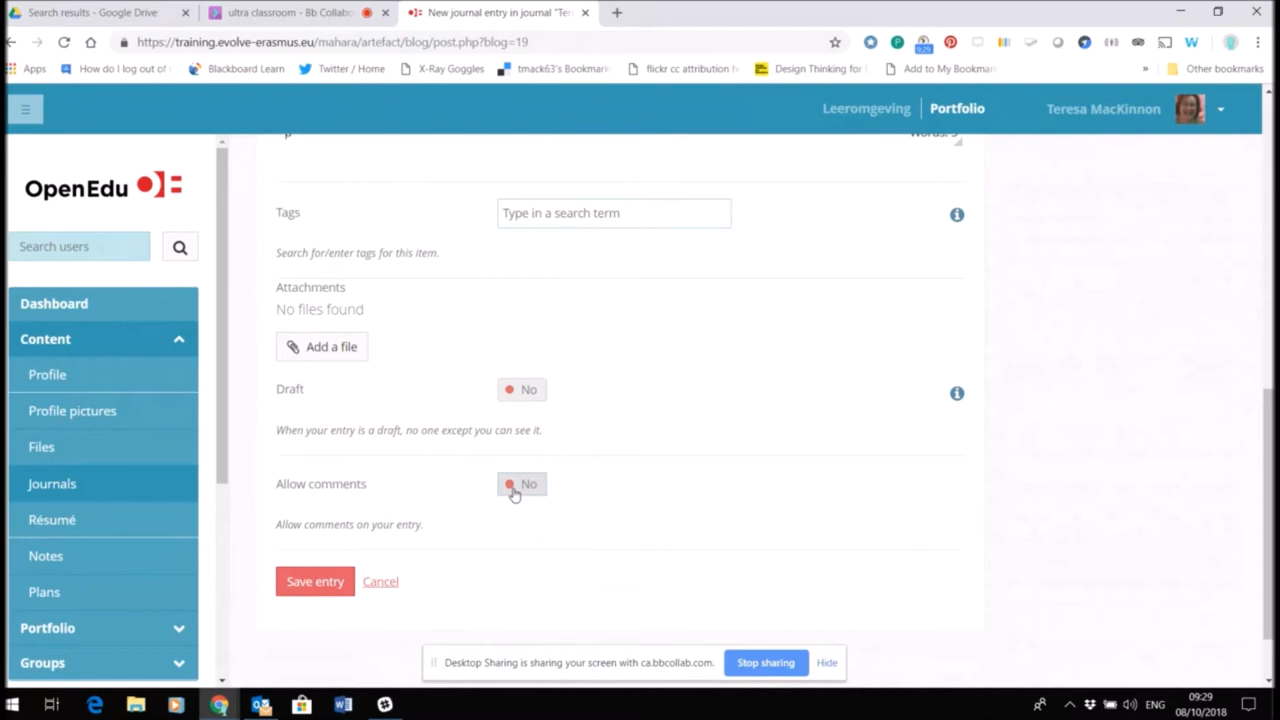 Search results - Google Drive
ultra classroom - Bb Collabo
New journal entry in journal "Ter
https://training.evolve-erasmus.eu/mahara/artefact/blog/post.php?blog=19
9:29
Apps
How do I log out of
Blackboard Learn
Twitter / Home
X-Ray Goggles
tmack63's Bookmark
flickr cc attribution h
Design Thinking for
Add to My Bookmar
»
Other bookmarks
Leeromgeving
Portfolio
Teresa MacKinnon
OpenEdu
Search users
Dashboard
Content
Profile
Profile pictures
Files
Journals
Résumé
Notes
Plans
Portfolio
Groups
p
Tags
Type in a search term
Search for/enter tags for this item.
Attachments
No files found
Add a file
Draft
No
When your entry is a draft, no one except you can see it.
Allow comments
No
Allow comments on your entry.
Save entry
Cancel
Desktop Sharing is sharing your screen with ca.bbcollab.com.
Stop sharing
Hide
ENG
09:29
08/10/2018